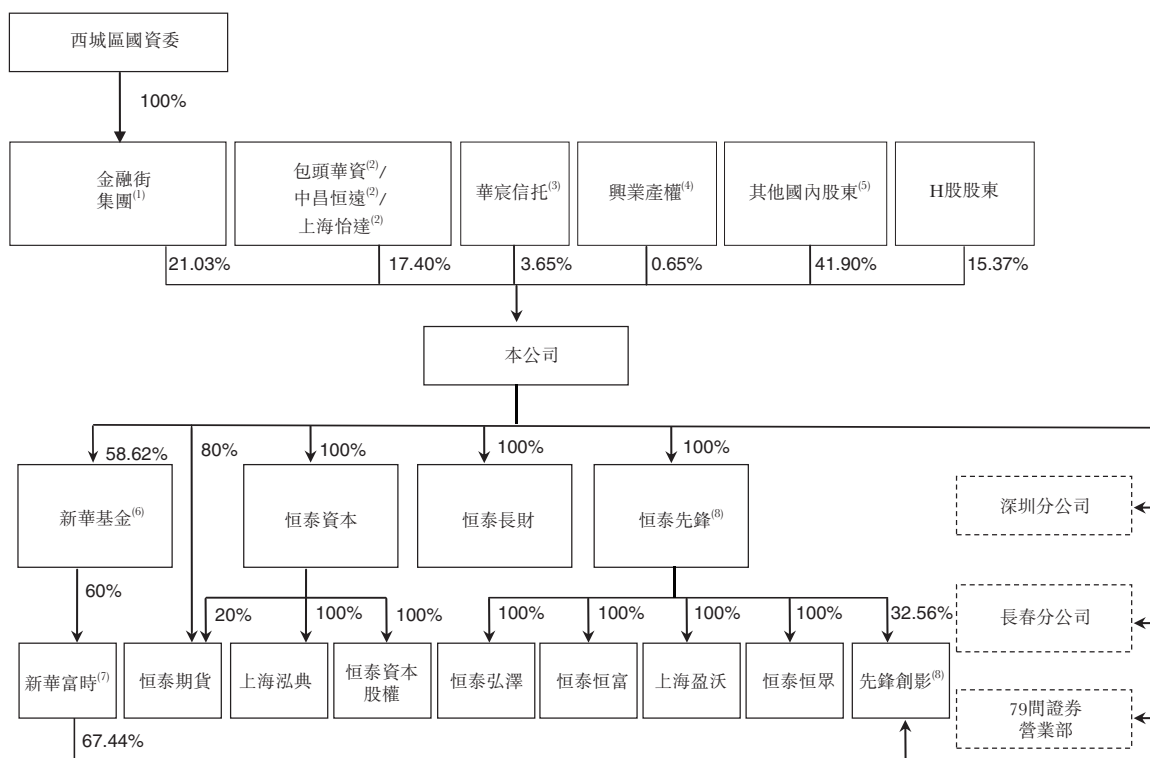 西城區國資委
100%
金融街
集團(1)
包頭華資(2)/
中昌恒遠(2)/
上海怡達(2)
華宸信托(3)
興業產權(4)
其他國內股東(5)
H股股東
21.03%
17.40%
3.65%
0.65%
41.90%
15.37%
本公司
58.62%
80%
100%
100%
100%
新華基金(6)
恒泰資本
恒泰長財
恒泰先鋒(8)
深圳分公司
60%
20%
100%
100%
100%
100%
100%
100%
32.56%
長春分公司
新華富時(7)
恒泰期貨
上海泓典
恒泰資本
股權
恒泰弘澤
恒泰恒富
上海盈沃
恒泰恒眾
先鋒創影(8)
79間證券
營業部
67.44%